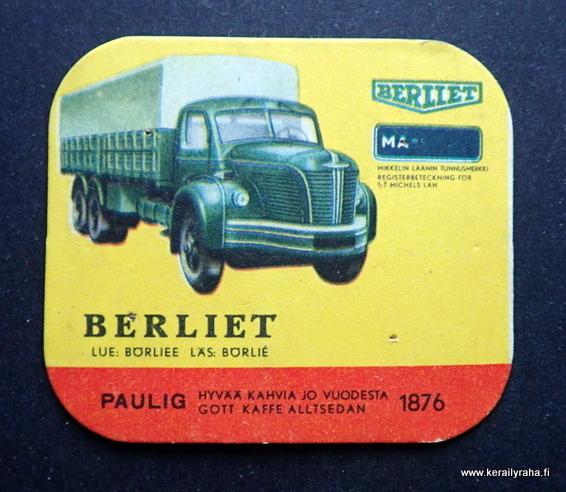 BERLIET
MA
MIKKELIN LÄÄNIN TUNNUSMERKKI
REGISTERBETECKNING FÖR
S:T MICHELS LÄN
BERLIET
LUE: BÖRLIEE LÄS: BÖRLIÉ
PAULIG
HYVÄÄ KAHVIA JO VUODESTA
GOTT KAFFE ALLTSEDAN
1876
www.kerailyraha.fi